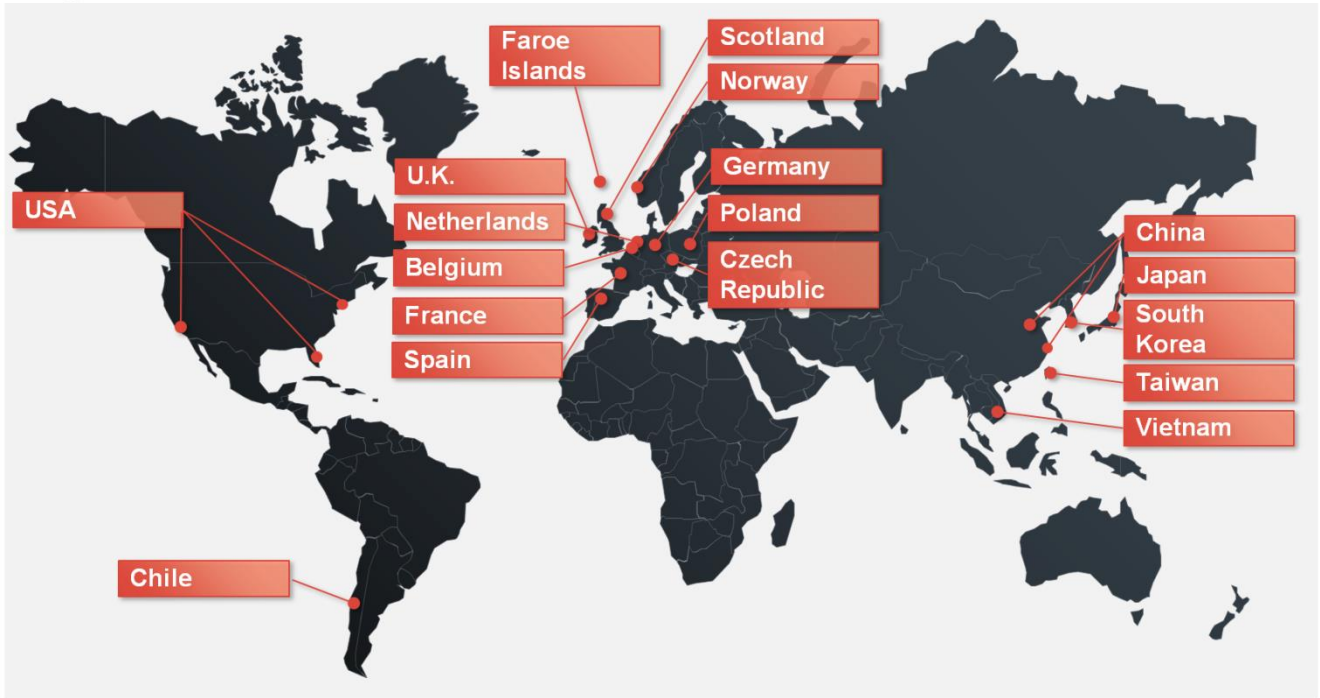 Faroe
Islands
Scotland
Norway
U.K.
Germany
USA
Netherlands
Poland
Belgium
Czech
Republic
France
Spain
China
Japan
South
Korea
Taiwan
Vietnam
Chile